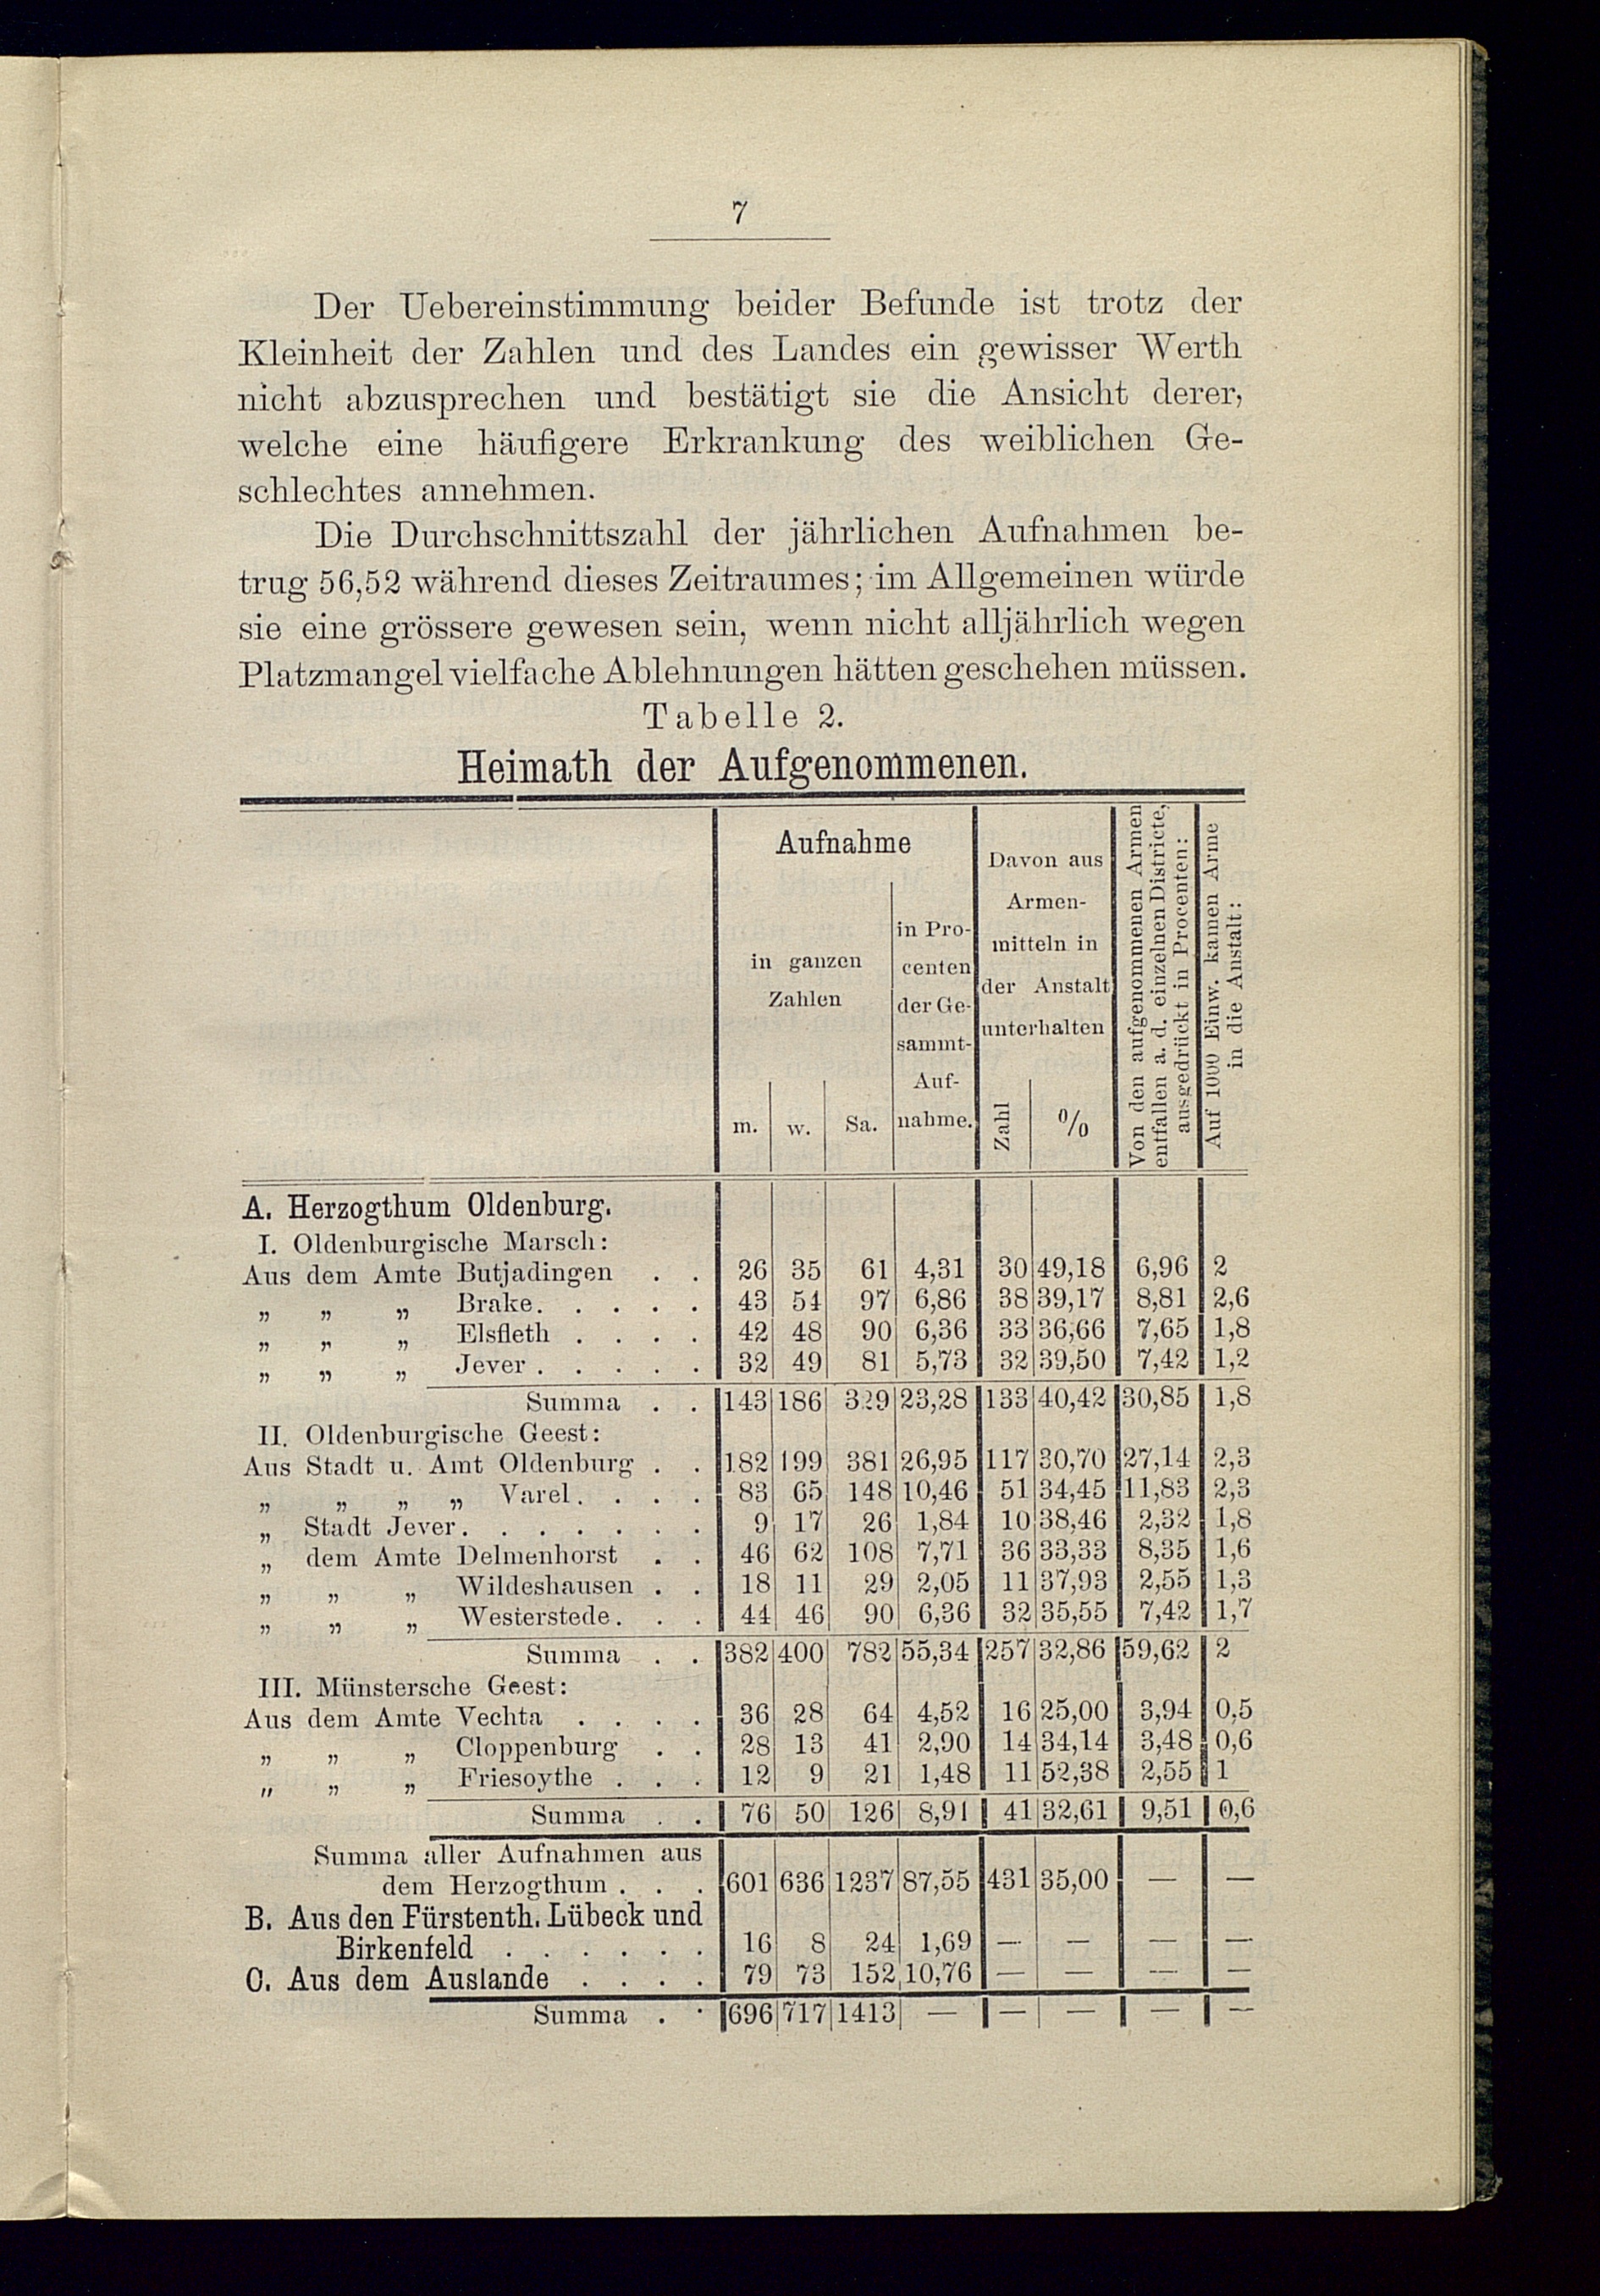 7
Der Uebereinstimmung beider Befunde ist trotz der
Kleinheit der Zahlen und des Landes ein gewisser Werth
nicht abzusprechen und bestätigt sie die Ansicht derer,
welche eine häufigere Erkrankung des weiblichen Ge-
schlechtes annehmen.
Die Durchschnittszahl der jährlichen Aufnahmen be-
trug 56,52 während dieses Zeitraumes; im Allgemeinen würde
sie eine grössere gewesen sein, wenn nicht alljährlich wegen
Platzmangel vielfache Ablehnungen hätten geschehen müssen.
Tabelle 2.
Heimath der Aufgenommenen.
Aufnahme
in ganzen
Zahlen
m. w. Sa.
in Pro-
centen
der Ge-
sammt-
Auf-
nahme.
Davon aus
Armen-
mitteln in
der Anstalt
unterhalten
Zahl %
Von den aufgenommenen Armen
entfallen a. d. einzelnen Districte,
ausgedrückt in Procenten:
Auf 1000 Einw. kamen Arme
in die Anstalt:
A. Herzogthum Oldenburg.
I. Oldenburgische Marsch:
Aus dem Amte Butjadingen . . 26 35 61 4,31 30 49,18 6,96 2
„ „ „ Brake. . . . . 43 54 97 6,86 38 39,17 8,81 2,6
„ „ „ Elsfleth . . . . 42 48 90 6,36 33 36,66 7,65 1,8
„ „ „ Jever . . . . . 32 49 81 5,73 32 39,50 7,42 1,2
Summa . . 143 186 329 23,28 133 40,42 30,85 1,8
II. Oldenburgische Geest:
Aus Stadt u. Amt Oldenburg . . 182 199 381 26,95 117 30,70 27,14 2,3
„ „ „ „ Varel. . . . 83 65 148 10,46 51 34,45 11,83 2,3
„ Stadt Jever. . . . . . . 9 17 26 1,84 10 38,46 2,32 1,8
„ dem Amte Delmenhorst . . 46 62 108 7,71 36 33,33 8,35 1,6
„ „ „ Wildeshausen . . 18 11 29 2,05 11 37,93 2,55 1,3
„ „ „ Westerstede. . . 44 46 90 6,36 32 35,55 7,42 1,7
Summa . . 382 400 782 55,34 257 32,86 59,62 2
III. Münstersche Geest:
Aus dem Amte Vechta . . . . 36 28 64 4,52 16 25,00 3,94 0,5
„ „ „ Cloppenburg . . 28 13 41 2,90 14 34,14 3,48 0,6
„ „ „ Friesoythe . . . 12 9 21 1,48 11 52,38 2,55 1
Summa . . 76 50 126 8,91 41 32,61 9,51 0,6
Summa aller Aufnahmen aus
dem Herzogthum . . . 601 636 1237 87,55 431 35,00 — —
B. Aus den Fürstenth. Lübeck und
Birkenfeld . . . . . . 16 8 24 1,69 — — — —
C. Aus dem Auslande . . . . 79 73 152 10,76 — — — —
Summa . . 696 717 1413 — — — — —